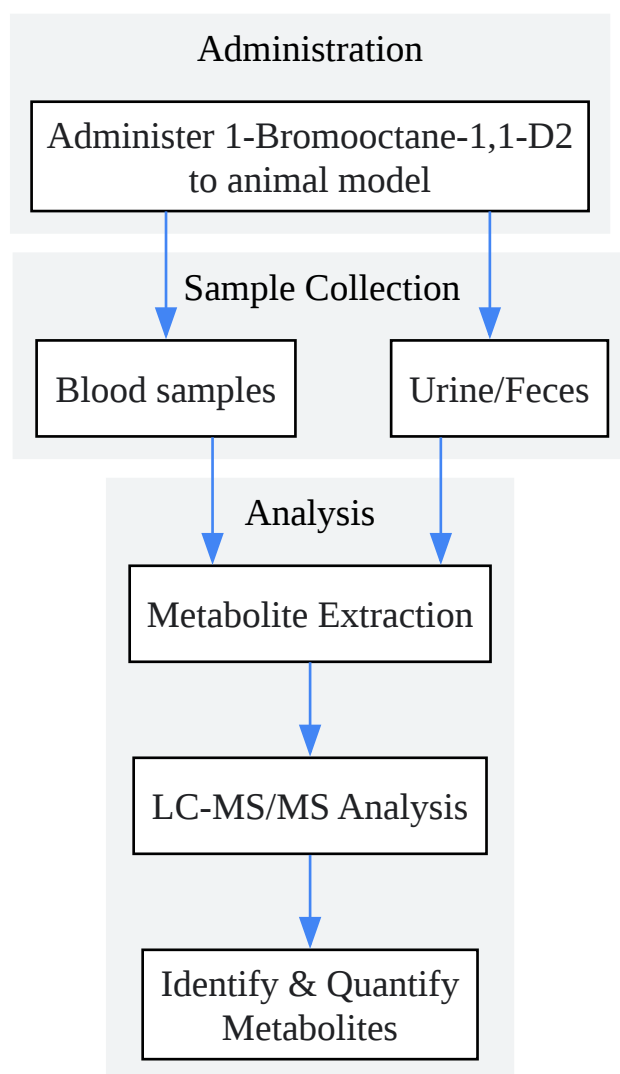 Administration
Administer 1-Bromooctane-1,1-D2
to animal model
Sample Collection
Blood samples
Urine/Feces
Analysis
Metabolite Extraction
LC-MS/MS Analysis
Identify & Quantify
Metabolites